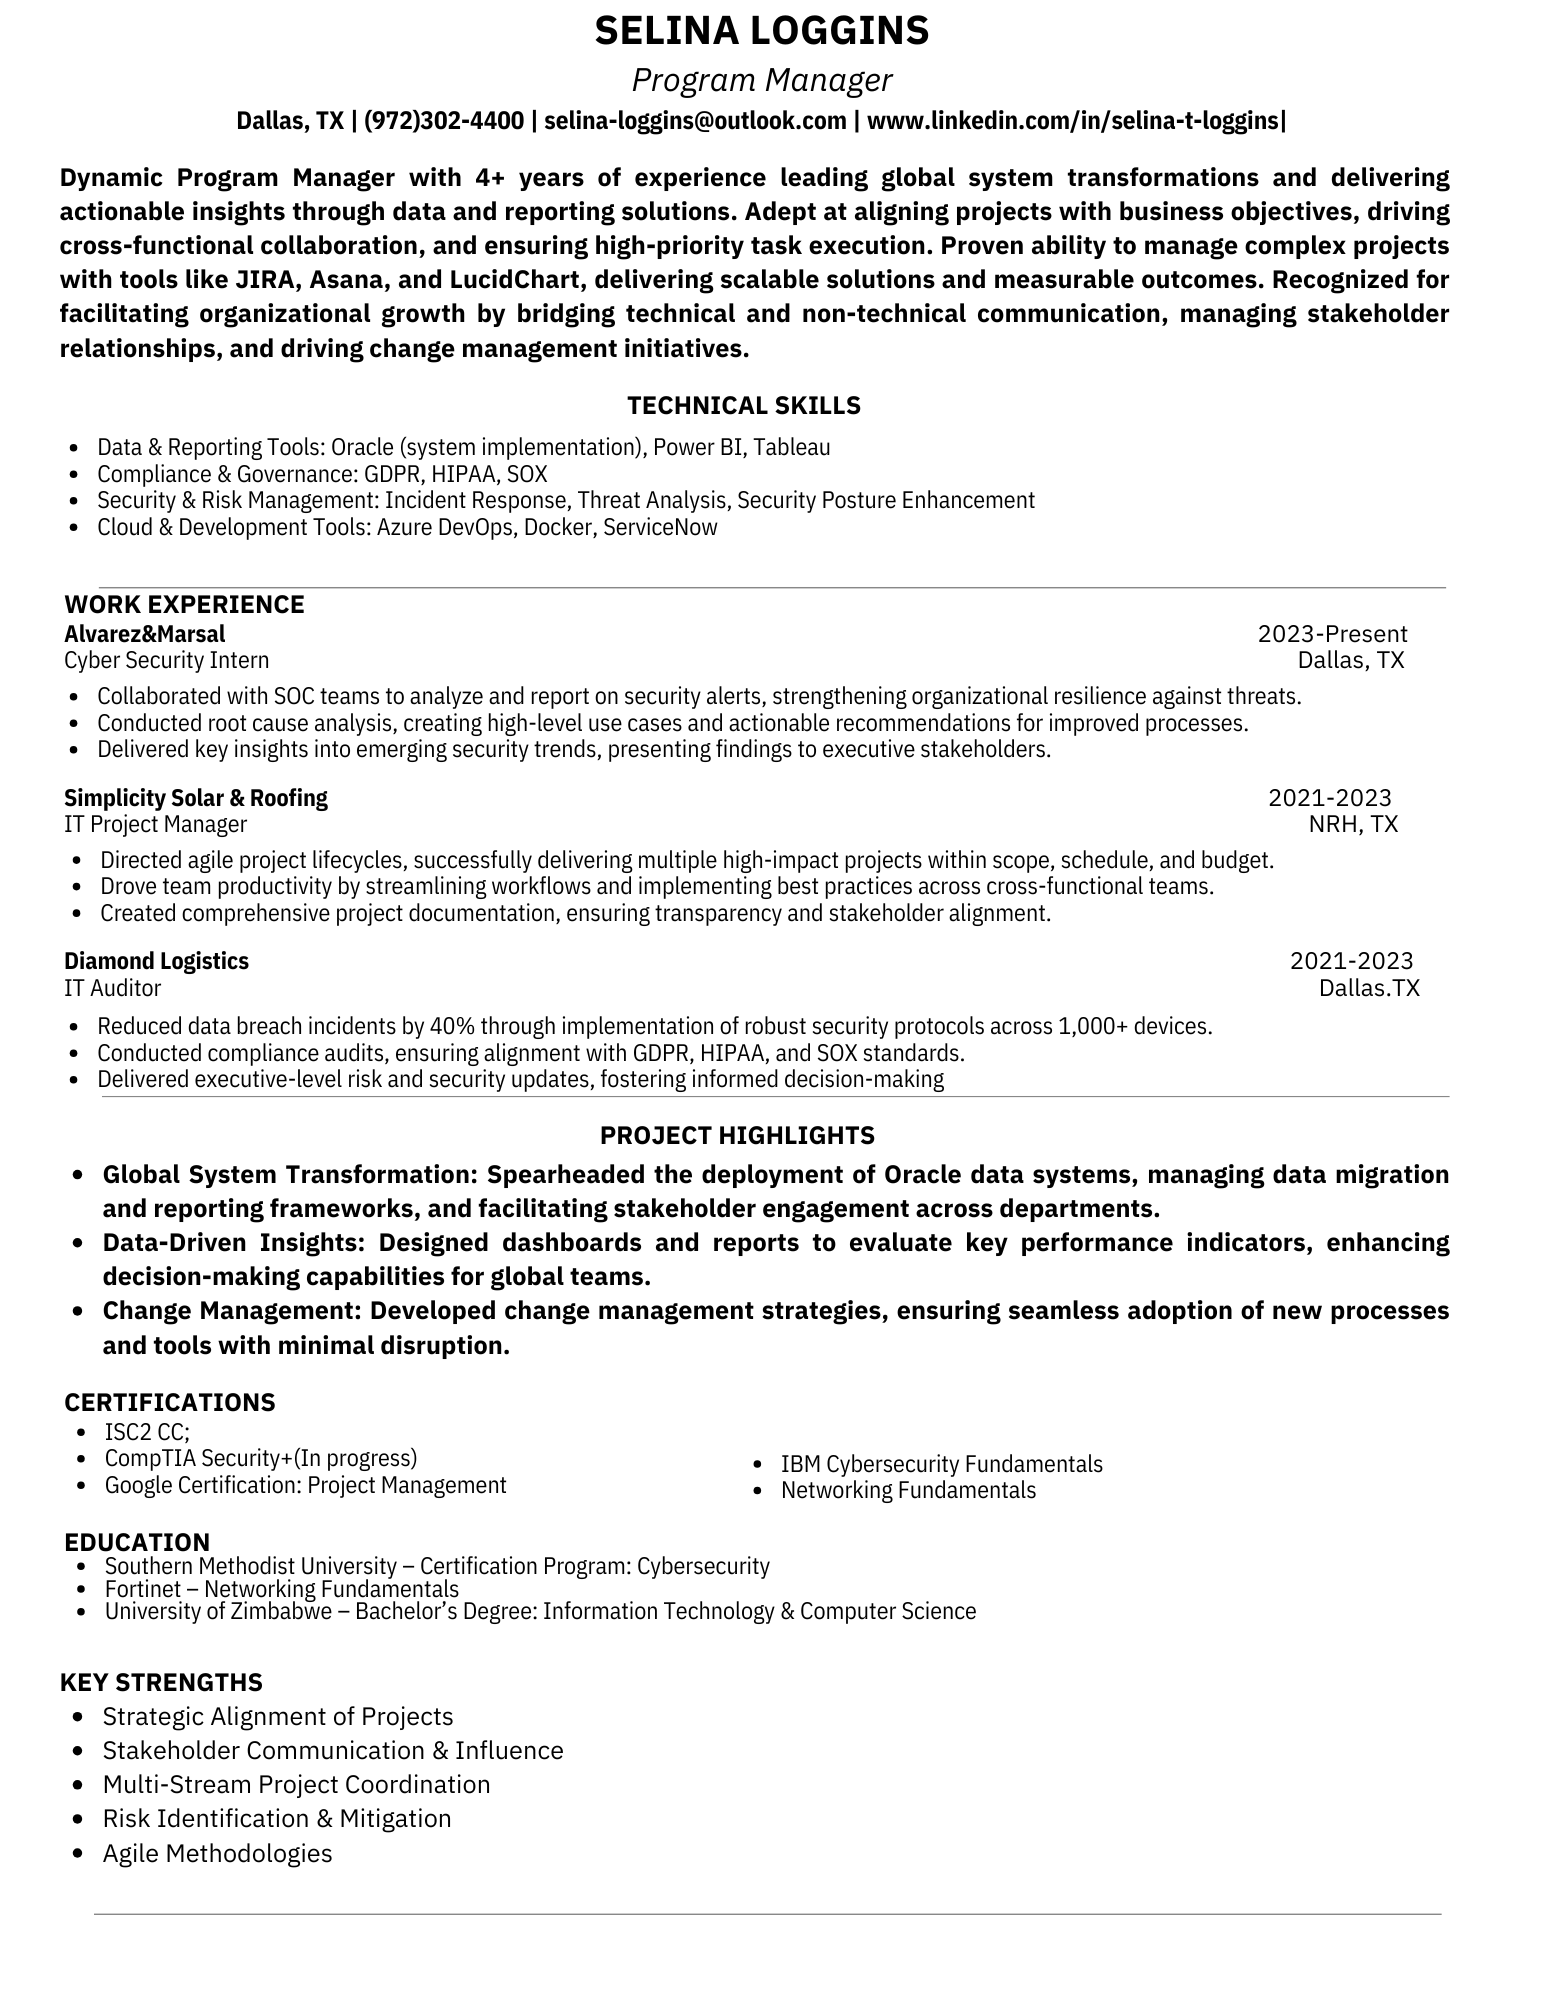 SELINA LOGGINS
Program Manager
Dallas, TX | (972)302-4400 | selina-loggins@outlook.com | www.linkedin.com/in/selina-t-loggins|
Dynamic Program Manager with 4+ years of experience leading global system transformations and delivering
actionable insights through data and reporting solutions. Adept at aligning projects with business objectives, driving
cross-functional collaboration, and ensuring high-priority task execution. Proven ability to manage complex projects
with tools like JIRA, Asana, and LucidChart, delivering scalable solutions and measurable outcomes. Recognized for
facilitating organizational growth by bridging technical and non-technical communication, managing stakeholder
relationships, and driving change management initiatives.
TECHNICAL SKILLS
• Data & Reporting Tools: Oracle (system implementation), Power BI, Tableau
• Compliance & Governance: GDPR, HIPAA, SOX
• Security & Risk Management: Incident Response, Threat Analysis, Security Posture Enhancement
• Cloud & Development Tools: Azure DevOps, Docker, ServiceNow
WORK EXPERIENCE
Alvarez&Marsal 2023-Present
Cyber Security Intern Dallas, TX
• Collaborated with SOC teams to analyze and report on security alerts, strengthening organizational resilience against threats.
• Conducted root cause analysis, creating high-level use cases and actionable recommendations for improved processes.
• Delivered key insights into emerging security trends, presenting findings to executive stakeholders.
Simplicity Solar & Roofing 2021-2023
IT Project Manager NRH, TX
• Directed agile project lifecycles, successfully delivering multiple high-impact projects within scope, schedule, and budget.
• Drove team productivity by streamlining workflows and implementing best practices across cross-functional teams.
• Created comprehensive project documentation, ensuring transparency and stakeholder alignment.
Diamond Logistics 2021-2023
IT Auditor Dallas.TX
• Reduced data breach incidents by 40% through implementation of robust security protocols across 1,000+ devices.
• Conducted compliance audits, ensuring alignment with GDPR, HIPAA, and SOX standards.
• Delivered executive-level risk and security updates, fostering informed decision-making
PROJECT HIGHLIGHTS
• Global System Transformation: Spearheaded the deployment of Oracle data systems, managing data migration
and reporting frameworks, and facilitating stakeholder engagement across departments.
• Data-Driven Insights: Designed dashboards and reports to evaluate key performance indicators, enhancing
decision-making capabilities for global teams.
• Change Management: Developed change management strategies, ensuring seamless adoption of new processes
and tools with minimal disruption.
CERTIFICATIONS
• ISC2 CC;
• CompTIA Security+(In progress)
• Google Certification: Project Management
• IBM Cybersecurity Fundamentals
• Networking Fundamentals
EDUCATION
• Southern Methodist University – Certification Program: Cybersecurity
• Fortinet – Networking Fundamentals
• University of Zimbabwe – Bachelor’s Degree: Information Technology & Computer Science
KEY STRENGTHS
• Strategic Alignment of Projects
• Stakeholder Communication & Influence
• Multi-Stream Project Coordination
• Risk Identification & Mitigation
• Agile Methodologies